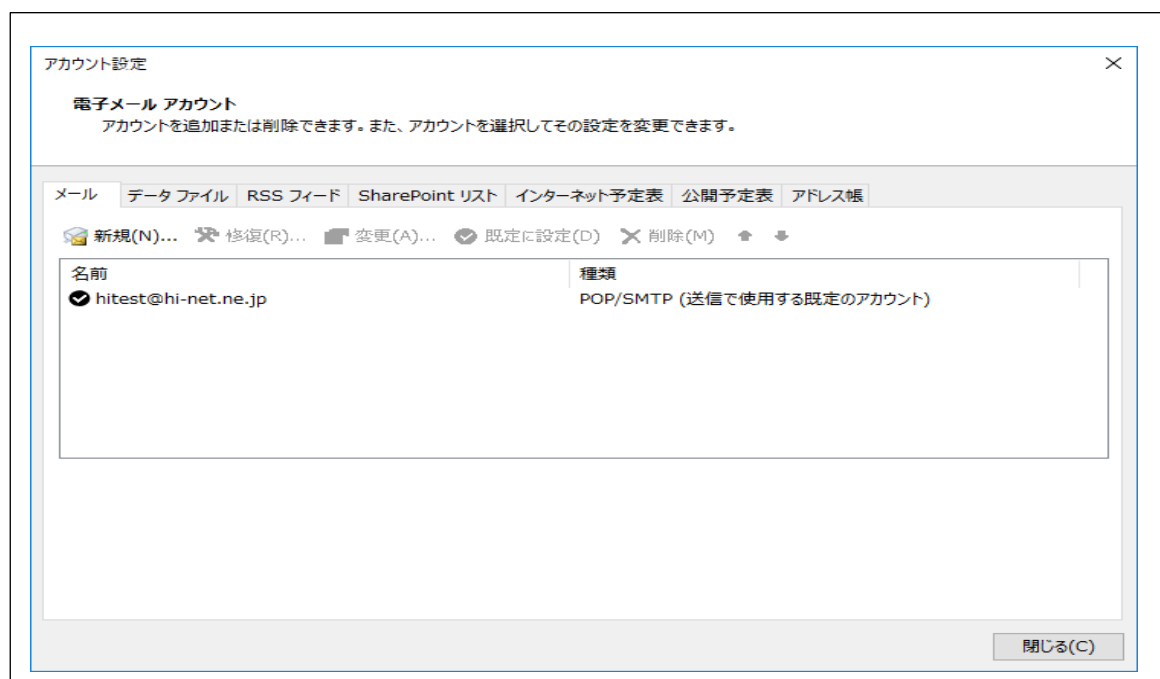 アカウント設定
電子メール アカウント
アカウントを追加または削除できます。また、アカウントを選択してその設定を変更できます。
メール データ ファイル RSS フィード SharePoint リスト インターネット予定表 公開予定表 アドレス帳
新規(N)... 修復(R)... 変更(A)... 既定に設定(D) 削除(M)
名前 種類
hitest@hi-net.ne.jp POP/SMTP (送信で使用する既定のアカウント)
閉じる(C)